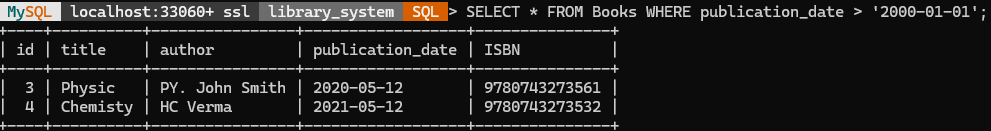 MySQL localhost:33060+ ssl library_system SQL > SELECT * FROM Books WHERE publication_date > '2000-01-01';
+----+----------+----------------+------------------+---------------+
| id | title    | author         | publication_date | ISBN          |
+----+----------+----------------+------------------+---------------+
|  3 | Physic   | PY. John Smith | 2020-05-12       | 9780743273561 |
|  4 | Chemisty | HC Verma       | 2021-05-12       | 9780743273532 |
+----+----------+----------------+------------------+---------------+